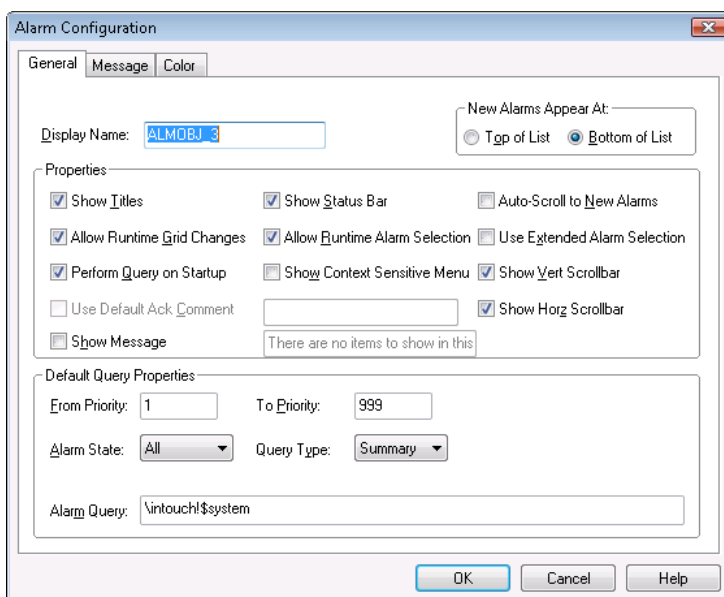 Alarm Configuration
General Message Color
New Alarms Appear At:
Display Name: ALMOBJ_3
Top of List Bottom of List
Properties
Show Titles Show Status Bar Auto-Scroll to New Alarms
Allow Runtime Grid Changes Allow Runtime Alarm Selection Use Extended Alarm Selection
Perform Query on Startup Show Context Sensitive Menu Show Vert Scrollbar
Use Default Ack Comment Show Horz Scrollbar
Show Message There are no items to show in this
Default Query Properties
From Priority: 1 To Priority: 999
Alarm State: All Query Type: Summary
Alarm Query: \intouch!$system
OK Cancel Help